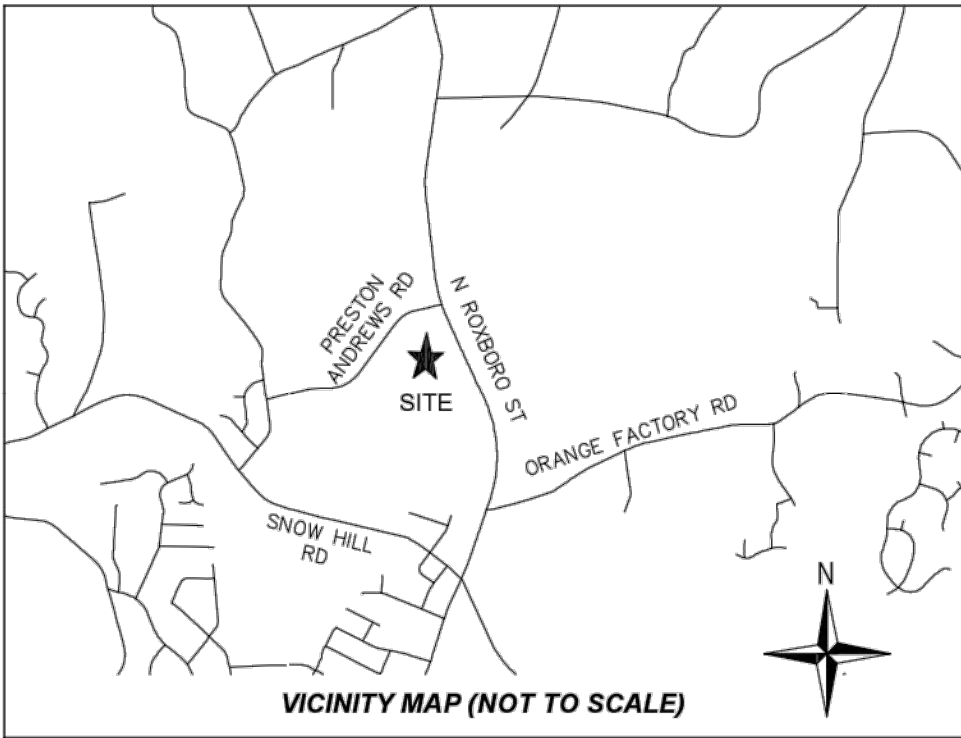 PRESTON
ANDREWS RD
N ROXBORO ST
SITE
ORANGE FACTORY RD
SNOW HILL
RD
N
VICINITY MAP (NOT TO SCALE)